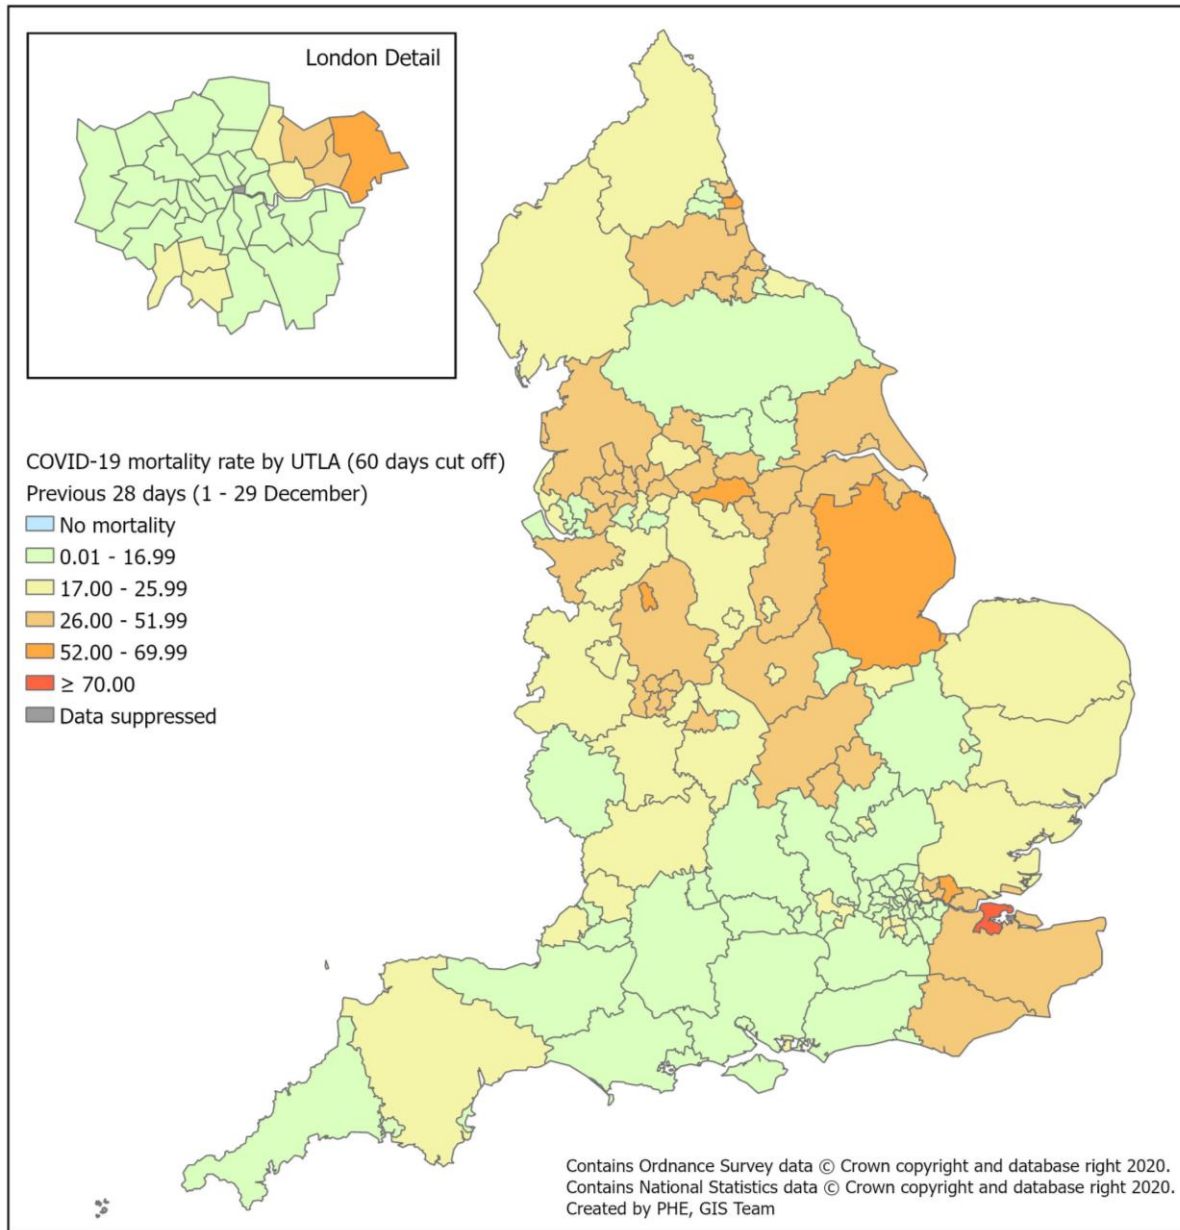 London Detail
COVID-19 mortality rate by UTLA (60 days cut off)
Previous 28 days (1 - 29 December)
No mortality
0.01 - 16.99
17.00 - 25.99
26.00 - 51.99
52.00 - 69.99
≥ 70.00
Data suppressed
Contains Ordnance Survey data © Crown copyright and database right 2020.
Contains National Statistics data © Crown copyright and database right 2020.
Created by PHE, GIS Team